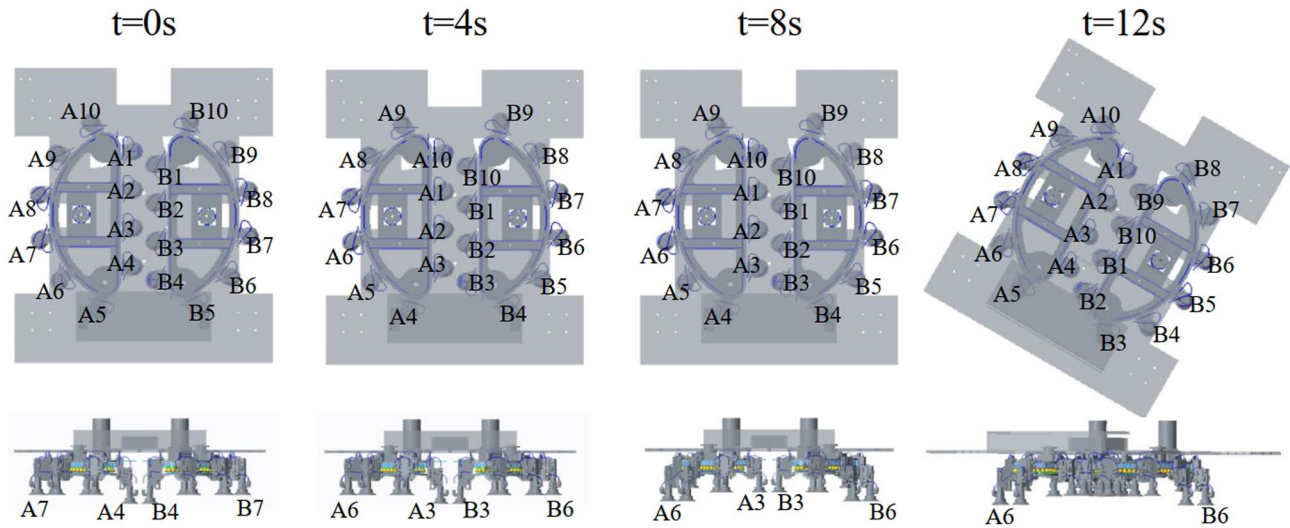 t=0s
t=4s
t=8s
t=12s
A10 B10
A9 A1 B1 B9
A8 A2 B2 B8
A7 A3 B3 B7
A6 A4 B4 B6
A5 B5
A9 B9
A8 A10 B10 B8
A7 A1 B1 B7
A6 A2 B2 B6
A5 A3 B3 B5
A4 B4
A9 B9
A8 A10 B10 B8
A7 A1 B1 B7
A6 A2 B2 B6
A5 A3 B3 B5
A4 B4
A10
A9
A8 A1 B8
A7 A2 B9 B7
A3 B10
A6 A4 B1 B6
A5 B2 B5
B3 B4
A7 A4 B4 B7
A6 A3 B3 B6
A6 A3 B3 B6
A6 B6